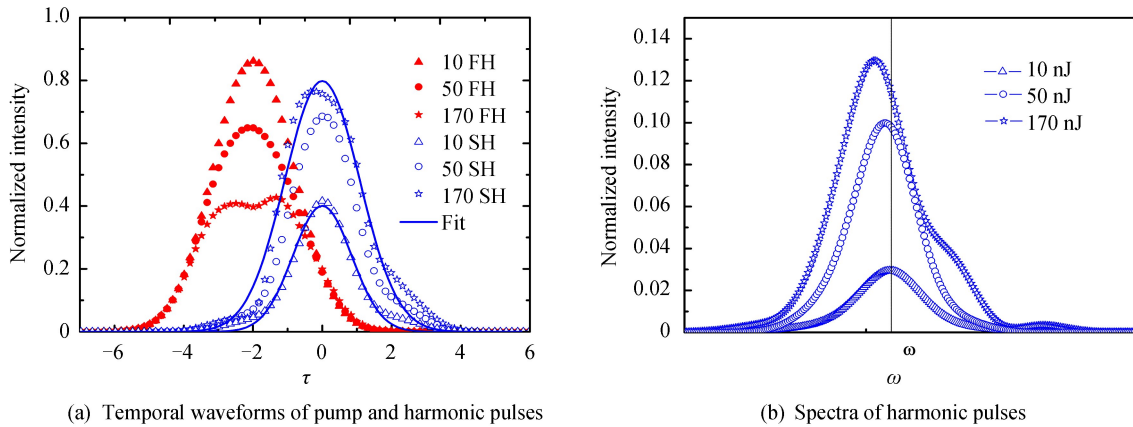 1.0
0.8
0.6
0.4
0.2
0
Normalized intensity
10 FH
50 FH
170 FH
10 SH
50 SH
170 SH
Fit
−6 −4 −2 0 2 4 6
τ
(a) Temporal waveforms of pump and harmonic pulses
0.14
0.12
0.10
0.08
0.06
0.04
0.02
0
Normalized intensity
10 nJ
50 nJ
170 nJ
ω
ω
(b) Spectra of harmonic pulses